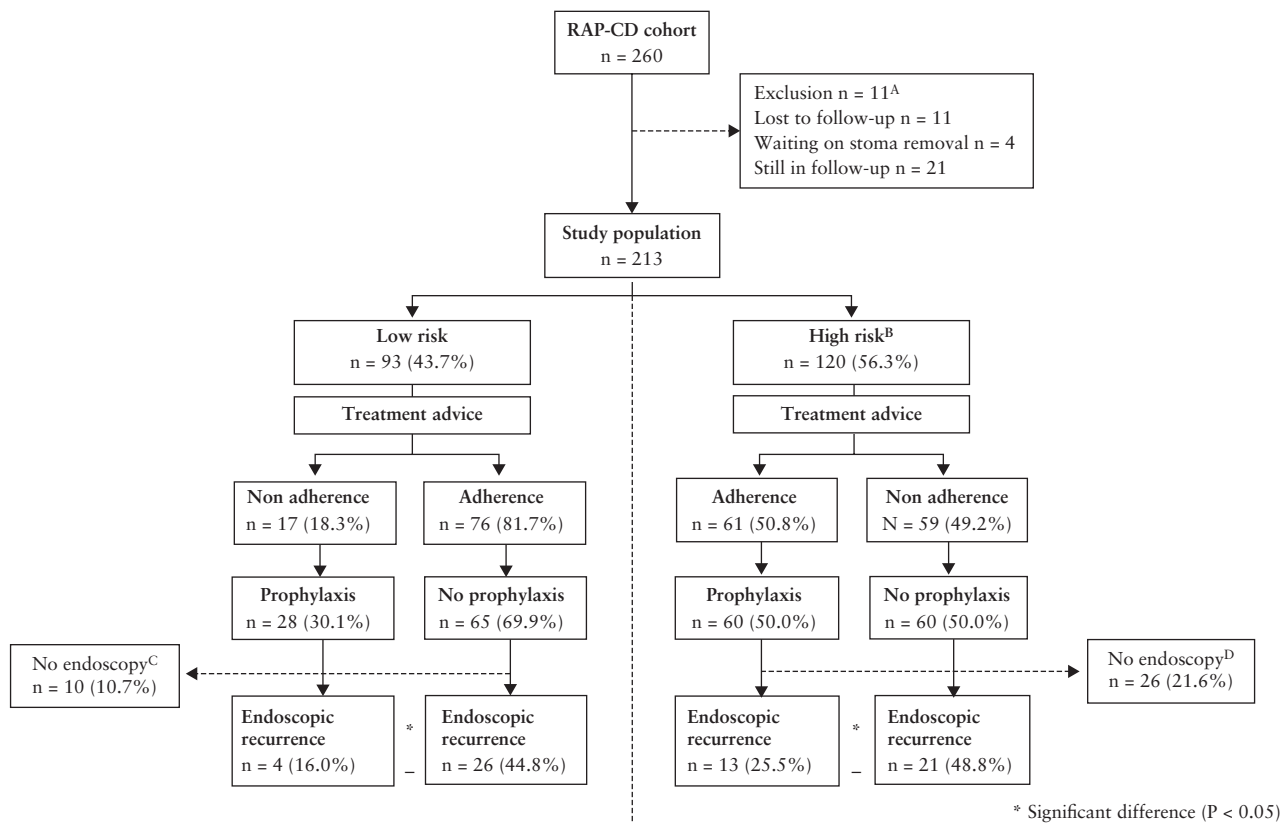 RAP-CD cohort
n = 260
Exclusion n = 11ᴬ
Lost to follow-up n = 11
Waiting on stoma removal n = 4
Still in follow-up n = 21
Study population
n = 213
Low risk
n = 93 (43.7%)
High riskᴮ
n = 120 (56.3%)
Treatment advice
Treatment advice
Non adherence
n = 17 (18.3%)
Adherence
n = 76 (81.7%)
Adherence
n = 61 (50.8%)
Non adherence
N = 59 (49.2%)
Prophylaxis
n = 28 (30.1%)
No prophylaxis
n = 65 (69.9%)
Prophylaxis
n = 60 (50.0%)
No prophylaxis
n = 60 (50.0%)
No endoscopyᶜ
n = 10 (10.7%)
No endoscopyᴰ
n = 26 (21.6%)
Endoscopic
recurrence
n = 4 (16.0%)
*
–
Endoscopic
recurrence
n = 26 (44.8%)
Endoscopic
recurrence
n = 13 (25.5%)
*
–
Endoscopic
recurrence
n = 21 (48.8%)
* Significant difference (P < 0.05)